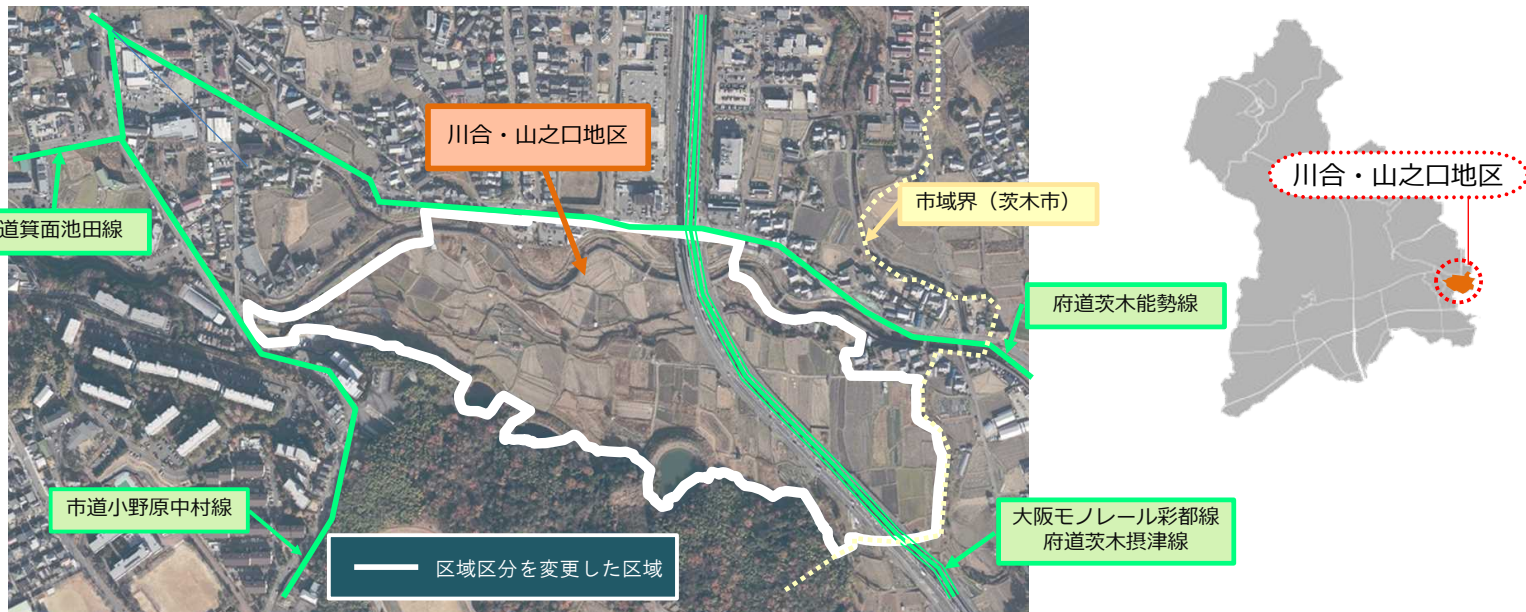 川合・山之口地区
川合・山之口地区
市域界（茨木市）
道箕面池田線
府道茨木能勢線
市道小野原中村線
大阪モノレール彩都線
府道茨木摂津線
区域区分を変更した区域